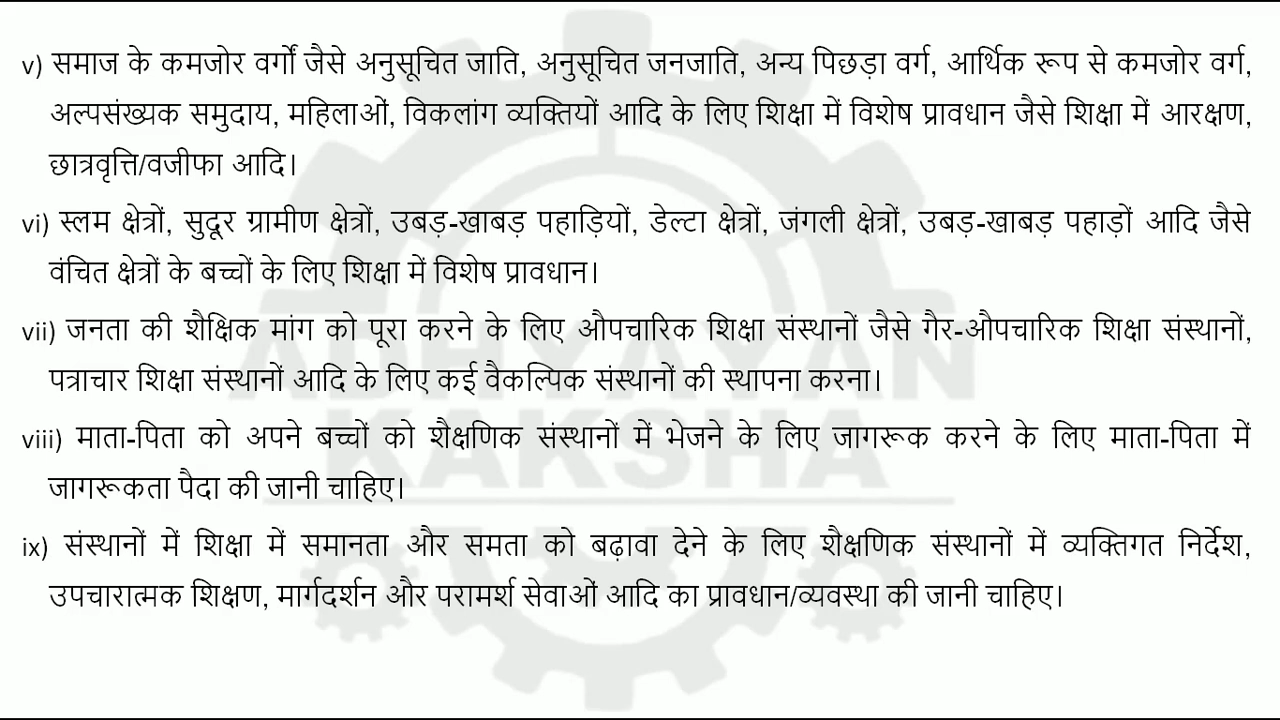 v) समाज के कमजोर वर्गों जैसे अनुसूचित जाति, अनुसूचित जनजाति, अन्य पिछड़ा वर्ग, आर्थिक रूप से कमजोर वर्ग,
अल्पसंख्यक समुदाय, महिलाओं, विकलांग व्यक्तियों आदि के लिए शिक्षा में विशेष प्रावधान जैसे शिक्षा में आरक्षण,
छात्रवृत्ति/वजीफा आदि।
vi) स्लम क्षेत्रों, सुदूर ग्रामीण क्षेत्रों, उबड़-खाबड़ पहाड़ियों, डेल्टा क्षेत्रों, जंगली क्षेत्रों, उबड़-खाबड़ पहाड़ों आदि जैसे
वंचित क्षेत्रों के बच्चों के लिए शिक्षा में विशेष प्रावधान।
vii) जनता की शैक्षिक मांग को पूरा करने के लिए औपचारिक शिक्षा संस्थानों जैसे गैर-औपचारिक शिक्षा संस्थानों,
पत्राचार शिक्षा संस्थानों आदि के लिए कई वैकल्पिक संस्थानों की स्थापना करना।
viii) माता-पिता को अपने बच्चों को शैक्षणिक संस्थानों में भेजने के लिए जागरूक करने के लिए माता-पिता में
जागरूकता पैदा की जानी चाहिए।
ix) संस्थानों में शिक्षा में समानता और समता को बढ़ावा देने के लिए शैक्षणिक संस्थानों में व्यक्तिगत निर्देश,
उपचारात्मक शिक्षण, मार्गदर्शन और परामर्श सेवाओं आदि का प्रावधान/व्यवस्था की जानी चाहिए।
ADHYAYAN
KAKSHA